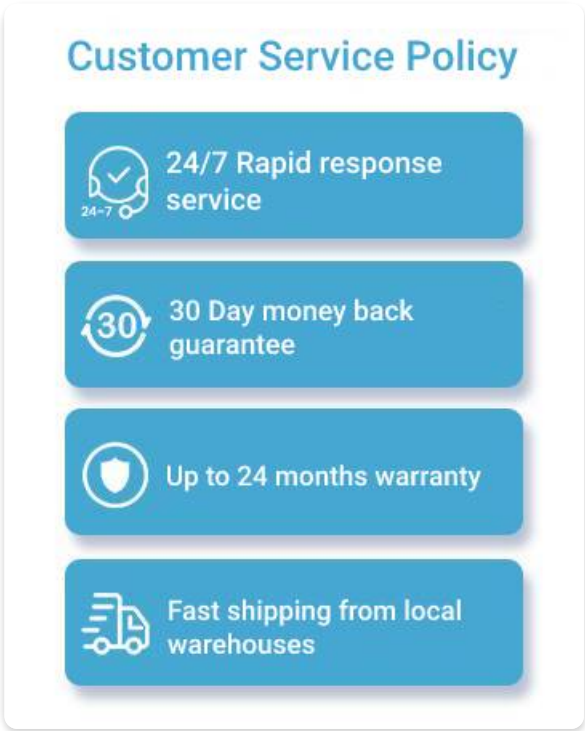 Customer Service Policy
24/7 Rapid response
service
24-7
30 Day money back
guarantee
30
Up to 24 months warranty
Fast shipping from local
warehouses